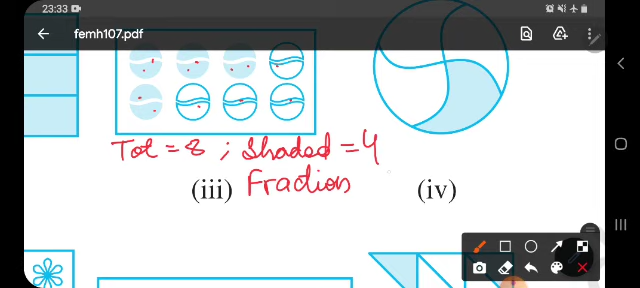 23:33
femh107.pdf
Tot = 8 ; Shaded = 4
(iii) Fraction (iv)